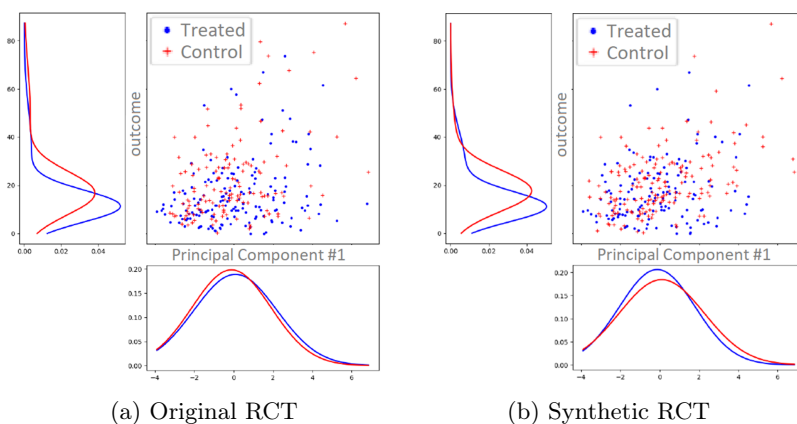 80
60
40
20
0
0.00 0.02 0.04
Treated
Control
outcome
Principal Component #1
0.20
0.15
0.10
0.05
0.00
−4 −2 0 2 4 6
(a) Original RCT
80
60
40
20
0
0.00 0.02 0.04
Treated
Control
outcome
Principal Component #1
0.20
0.15
0.10
0.05
0.00
−4 −2 0 2 4 6
(b) Synthetic RCT